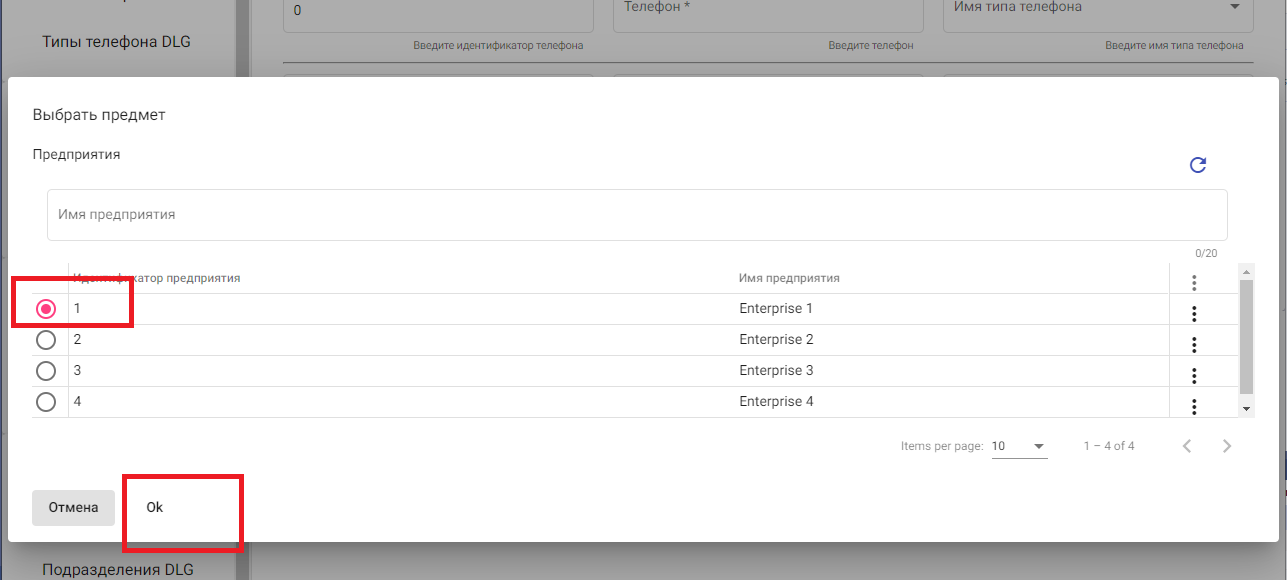 0
Телефон *
Имя типа телефона
Типы телефона DLG
Введите идентификатор телефона
Введите телефон
Введите имя типа телефона
Выбрать предмет
Предприятия
Имя предприятия
0/20
Идентификатор предприятия
Имя предприятия
1 Enterprise 1
2 Enterprise 2
3 Enterprise 3
4 Enterprise 4
Items per page: 10 1 – 4 of 4
Отмена Ok
Подразделения DLG